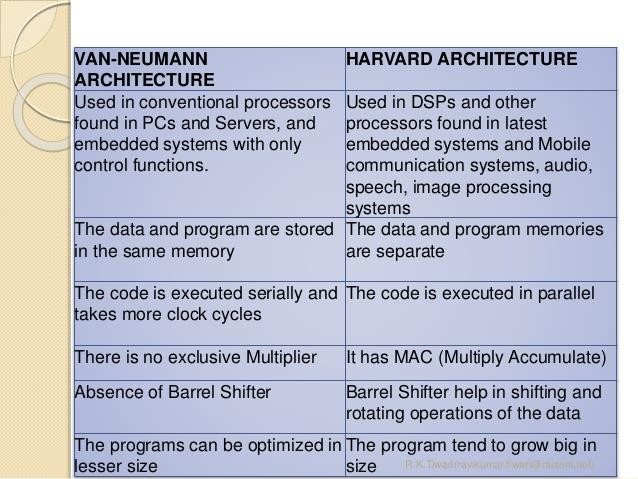 VAN-NEUMANN
ARCHITECTURE
HARVARD ARCHITECTURE
Used in conventional processors
found in PCs and Servers, and
embedded systems with only
control functions.
Used in DSPs and other
processors found in latest
embedded systems and Mobile
communication systems, audio,
speech, image processing
systems
The data and program are stored
in the same memory
The data and program memories
are separate
The code is executed serially and
takes more clock cycles
The code is executed in parallel
There is no exclusive Multiplier
It has MAC (Multiply Accumulate)
Absence of Barrel Shifter
Barrel Shifter help in shifting and
rotating operations of the data
The programs can be optimized in
lesser size
The program tend to grow big in
size